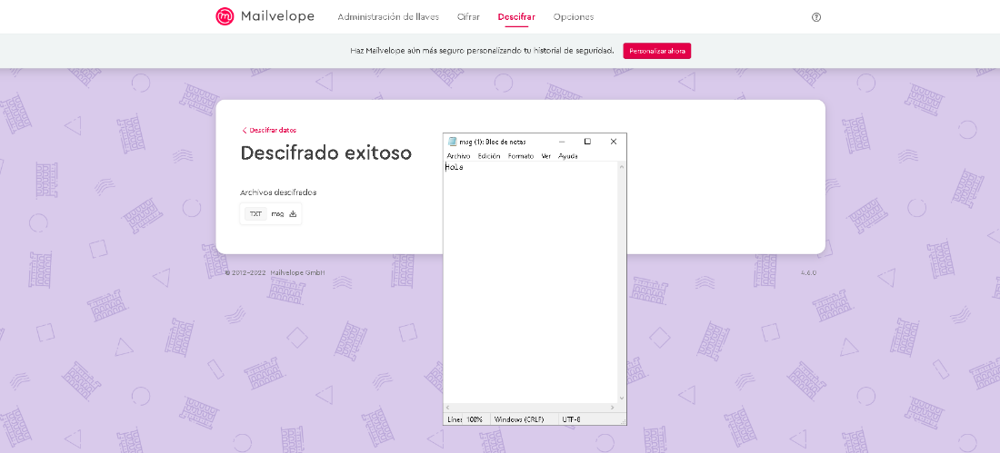 Mailvelope Administración de llaves Cifrar Descifrar Opciones
Haz Mailvelope aún más seguro personalizando tu historial de seguridad. Personalizar ahora
Descifrar datos
Descifrado exitoso
Archivos descifrados
TXT msg
msg (1): Bloc de notas
Archivo Edición Formato Ver Ayuda
Hola
Línea 100% Windows (CRLF) UTF-8
© 2012-2022 Mailvelope GmbH
4.6.0